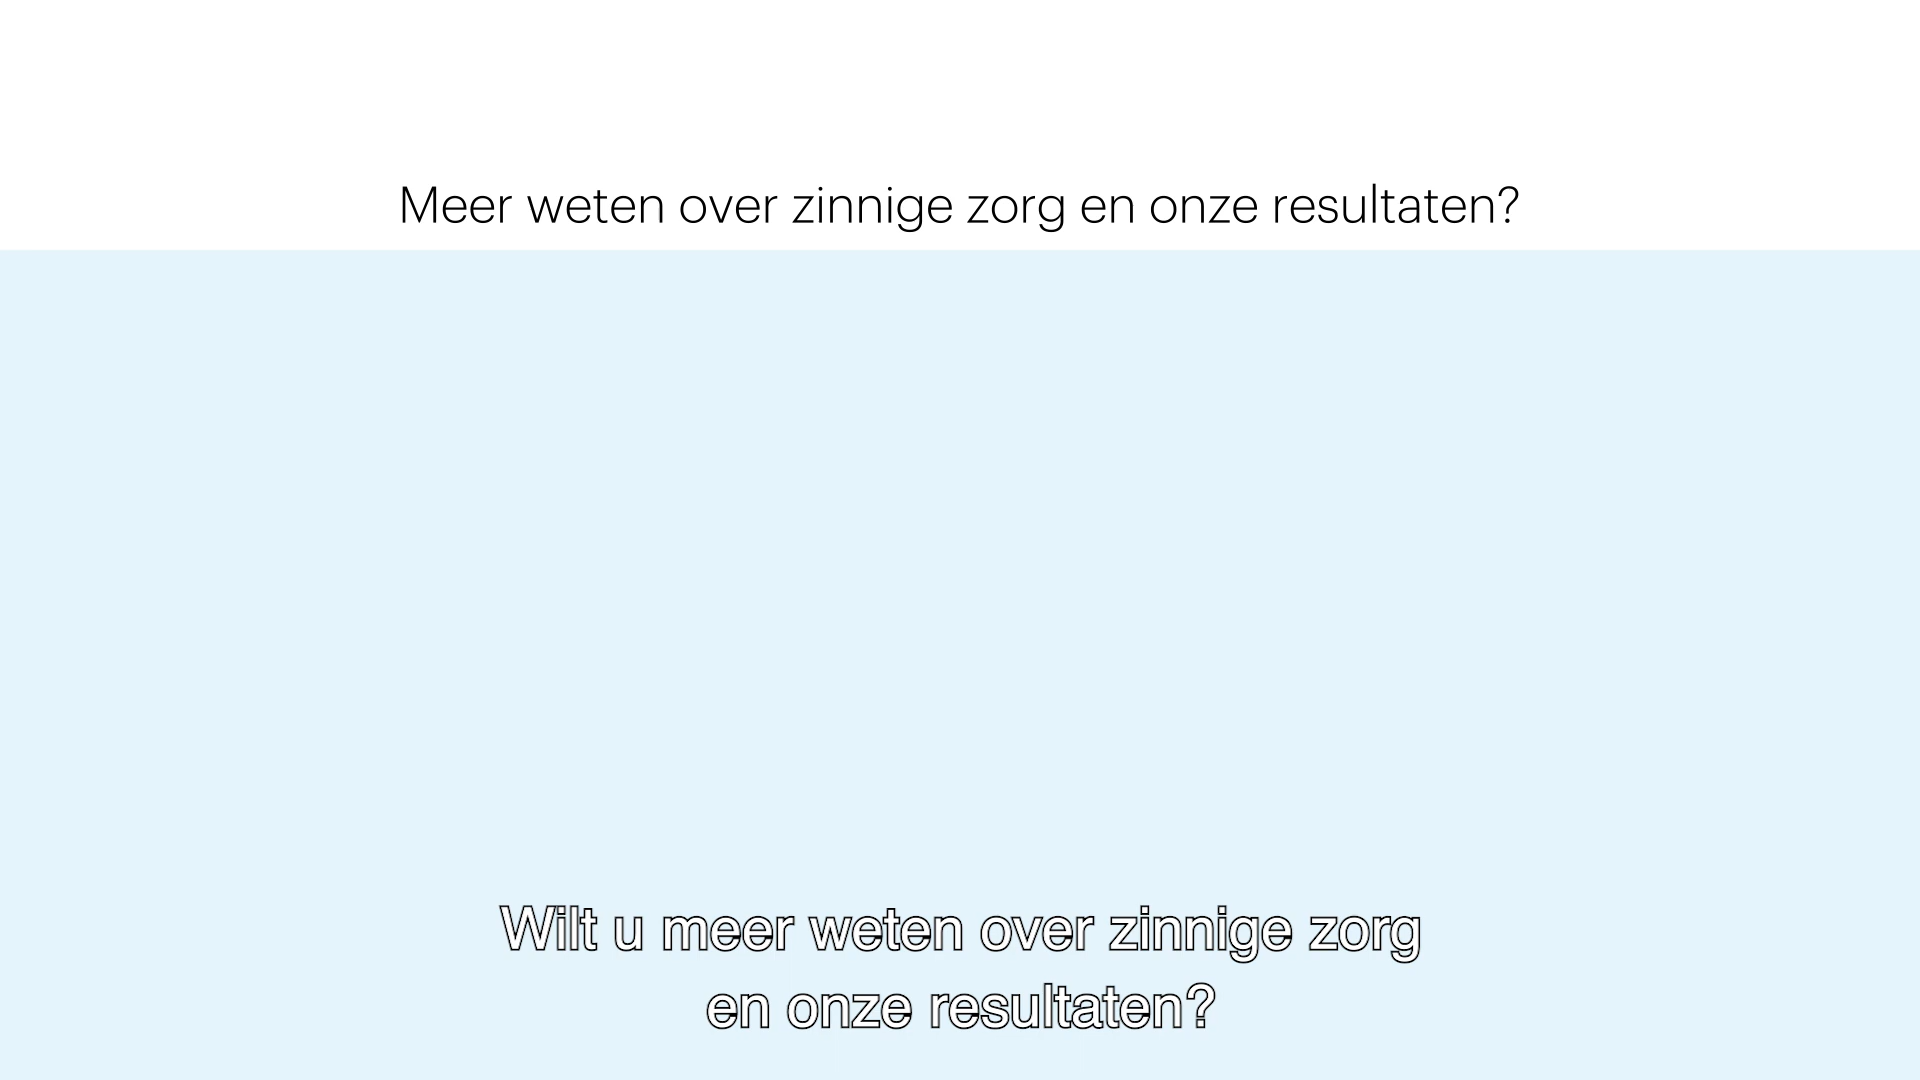 Meer weten over zinnige zorg en onze resultaten?
Wilt u meer weten over zinnige zorg
en onze resultaten?